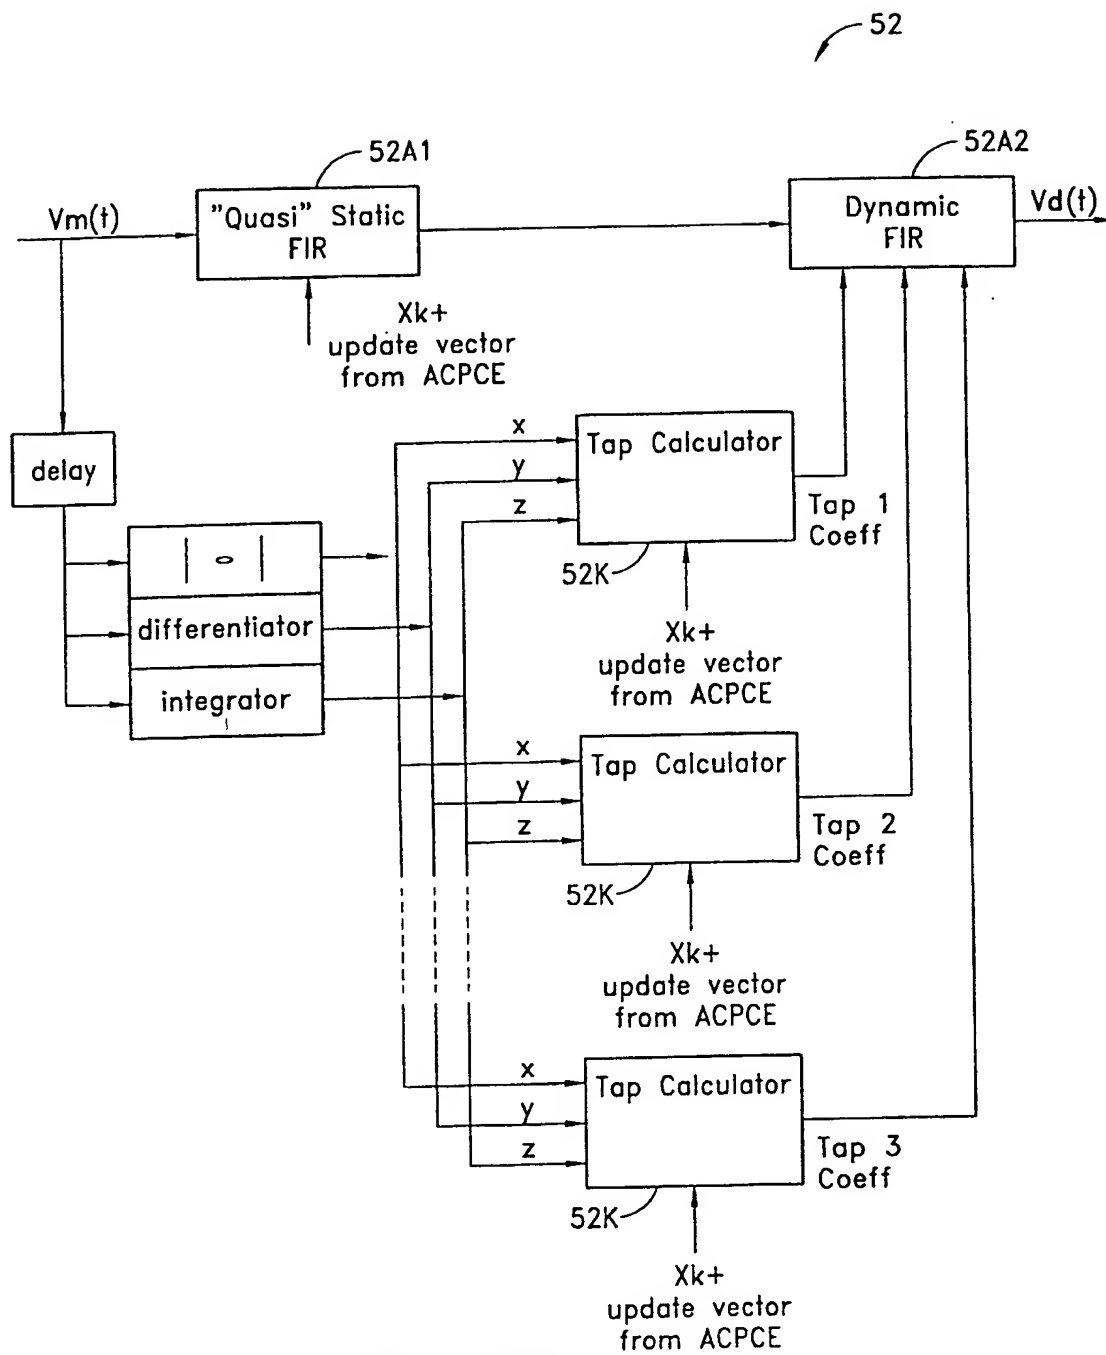 52
52A1
52A2
Vm(t)
"Quasi" Static
FIR
Dynamic
FIR
Vd(t)
Xk+
update vector
from ACPCE
delay
| o |
differentiator
integrator
x
y
z
Tap Calculator
Tap 1
Coeff
52K
Xk+
update vector
from ACPCE
x
y
z
Tap Calculator
Tap 2
Coeff
52K
Xk+
update vector
from ACPCE
x
y
z
Tap Calculator
Tap 3
Coeff
52K
Xk+
update vector
from ACPCE